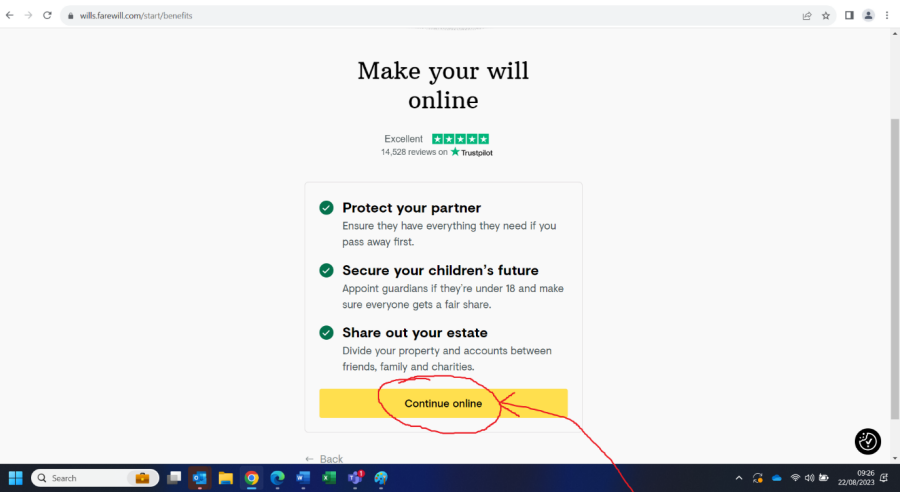 wills.farewill.com/start/benefits
Make your will
online
Excellent
14,528 reviews on Trustpilot
Protect your partner
Ensure they have everything they need if you
pass away first.
Secure your children's future
Appoint guardians if they're under 18 and make
sure everyone gets a fair share.
Share out your estate
Divide your property and accounts between
friends, family and charities.
Continue online
← Back
Search
1
09:26
22/08/2023